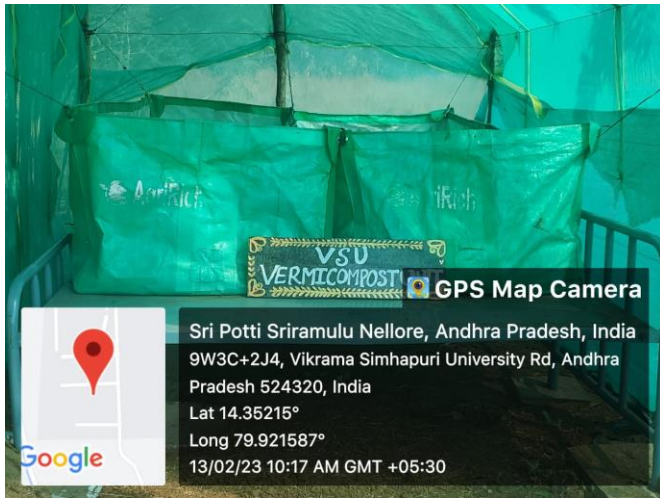 AgriRich
VSU
VERMICOMPOST
GPS Map Camera
Sri Potti Sriramulu Nellore, Andhra Pradesh, India
9W3C+2J4, Vikrama Simhapuri University Rd, Andhra
Pradesh 524320, India
Lat 14.35215°
Long 79.921587°
13/02/23 10:17 AM GMT +05:30
Google